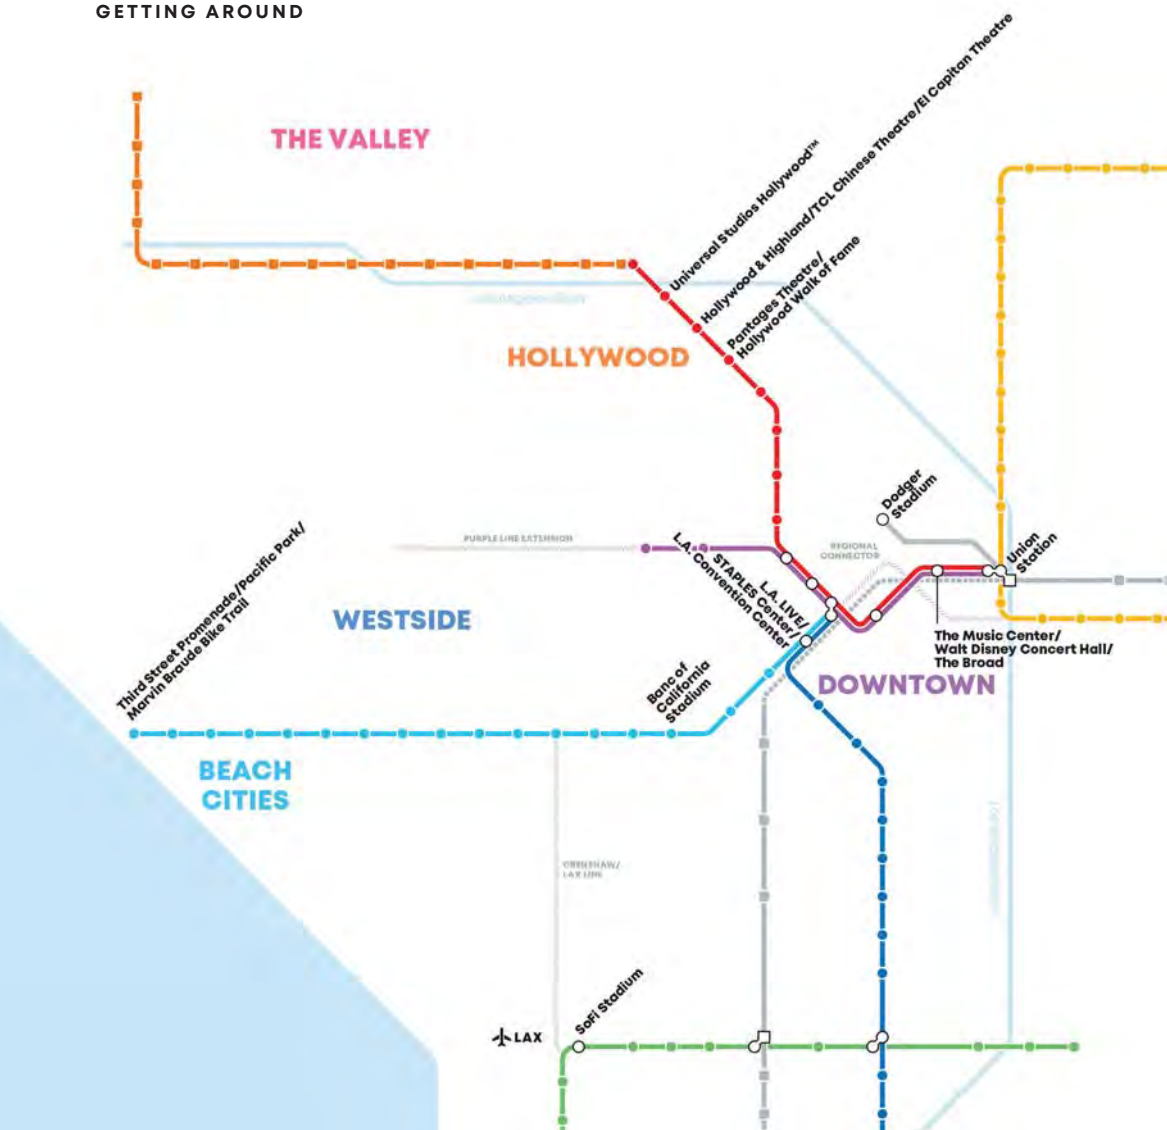 GETTING AROUND
THE VALLEY
Universal Studios Hollywood™
Hollywood & Highland/TCL Chinese Theatre/El Capitan Theatre
Pantages Theatre/
Hollywood Walk of Fame
HOLLYWOOD
Dodger
Stadium
PURPLE LINE EXTENSION
REGIONAL
CONNECTOR
Union
Station
L.A. LIVE/
STAPLES Center/
L.A. Convention Center
Third Street Promenade/Pacific Park/
Marvin Braude Bike Trail
WESTSIDE
The Music Center/
Walt Disney Concert Hall/
The Broad
Banc of
California
Stadium
DOWNTOWN
BEACH
CITIES
CRENSHAW/
LAX LINE
SoFi Stadium
LAX